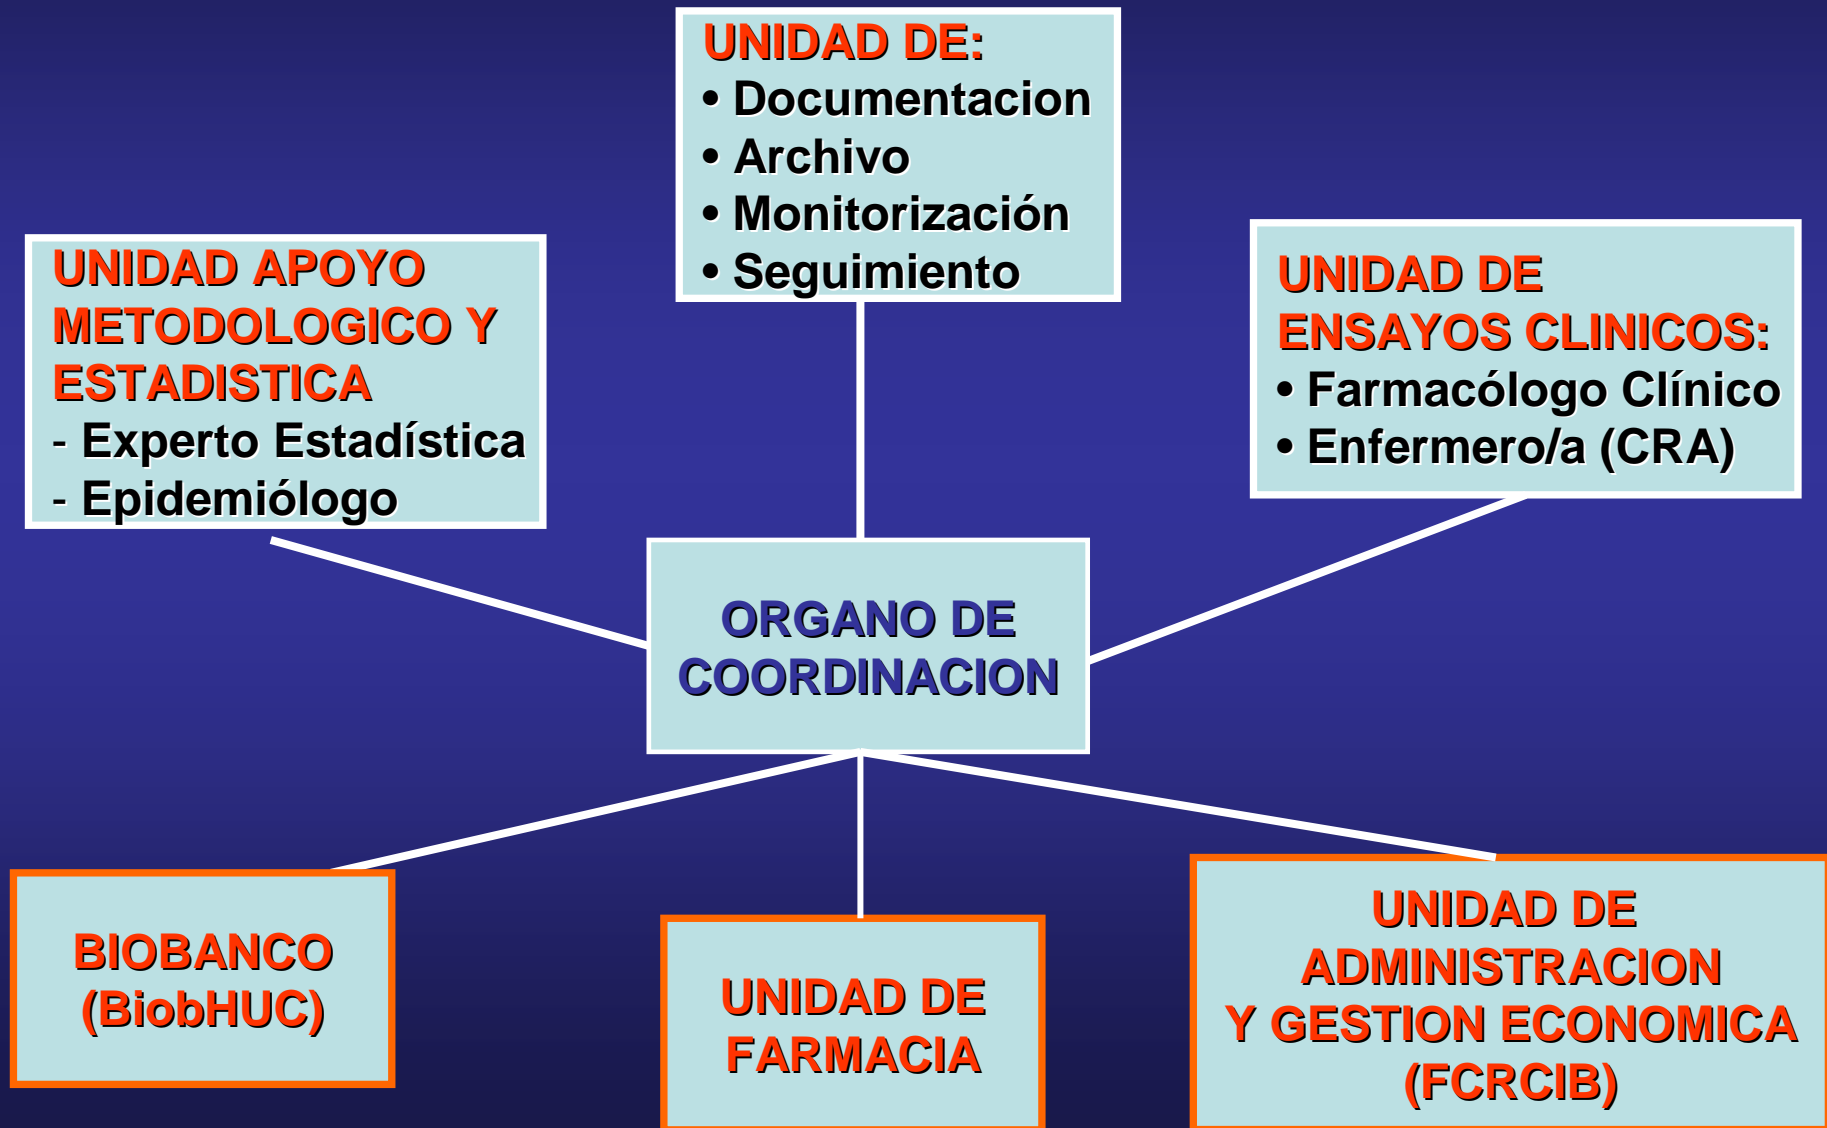 UNIDAD DE:
• Documentacion
• Archivo
• Monitorización
• Seguimiento
UNIDAD APOYO
METODOLOGICO Y
ESTADISTICA
- Experto Estadística
- Epidemiólogo
UNIDAD DE
ENSAYOS CLINICOS:
• Farmacólogo Clínico
• Enfermero/a (CRA)
ORGANO DE
COORDINACION
BIOBANCO
(BiobHUC)
UNIDAD DE
FARMACIA
UNIDAD DE
ADMINISTRACION
Y GESTION ECONOMICA
(FCRCIB)